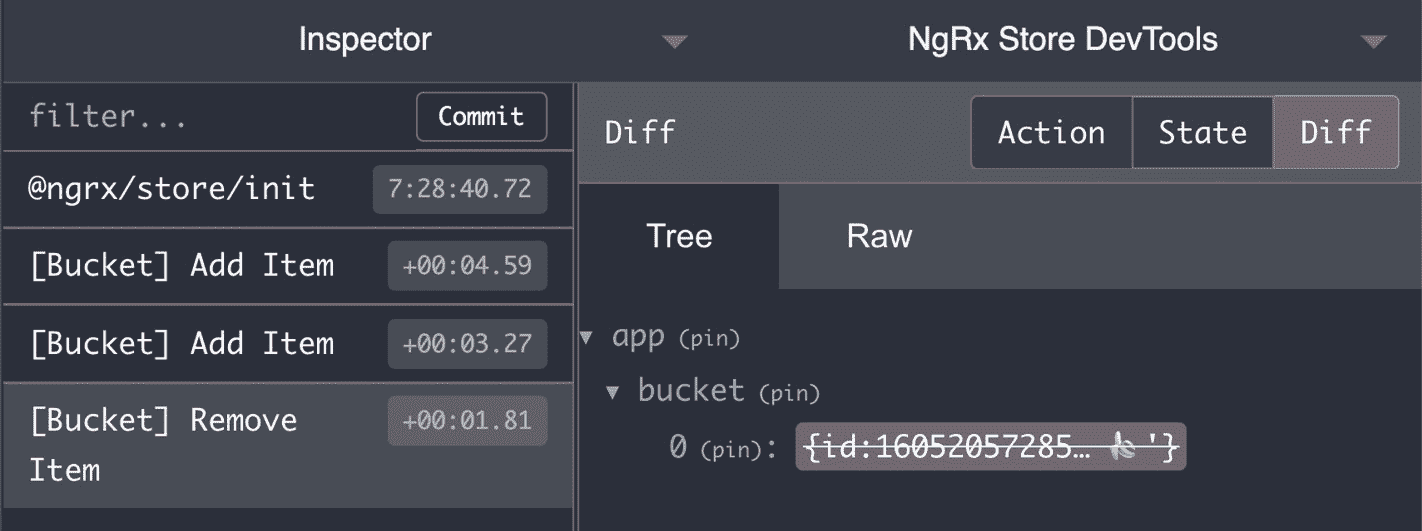 Inspector
NgRx Store DevTools
filter...
Commit
@ngrx/store/init
7:28:40.72
[Bucket] Add Item
+00:04.59
[Bucket] Add Item
+00:03.27
[Bucket] Remove
Item
+00:01.81
Diff
Action
State
Diff
Tree
Raw
app (pin)
bucket (pin)
0 (pin): {id:16052057285… 🍌'}